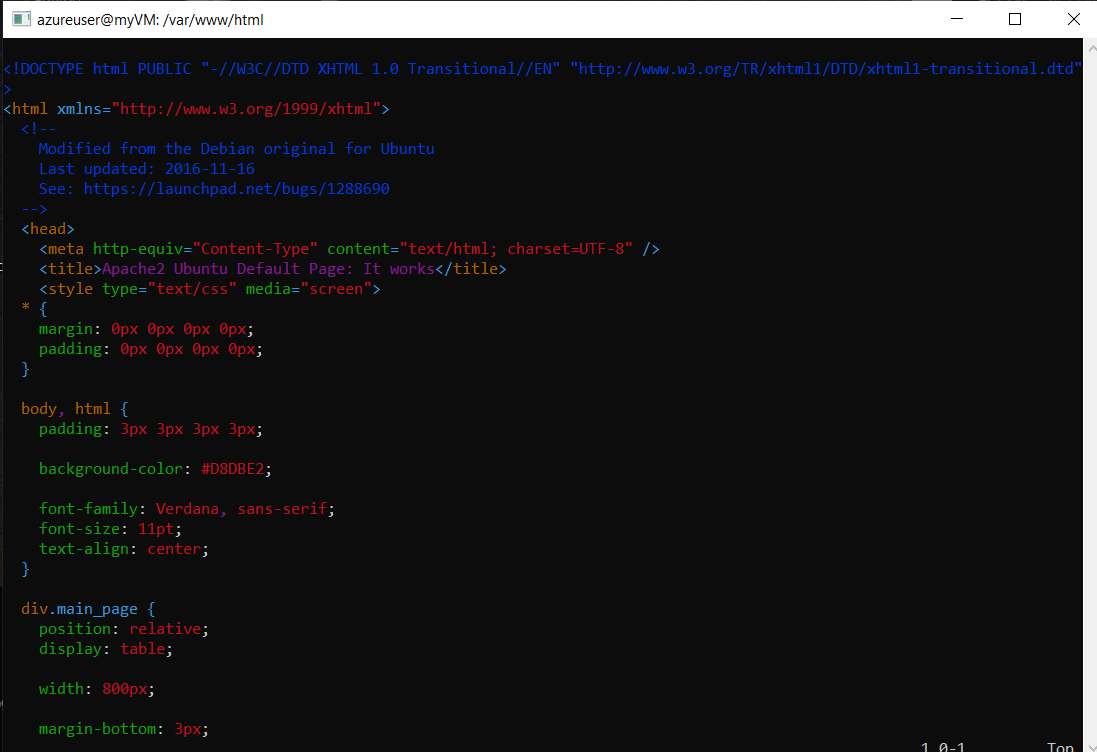 azureuser@myVM: /var/www/html
<!DOCTYPE html PUBLIC "-//W3C//DTD XHTML 1.0 Transitional//EN" "http://www.w3.org/TR/xhtml1/DTD/xhtml1-transitional.dtd"
>
<html xmlns="http://www.w3.org/1999/xhtml">
  <!--
    Modified from the Debian original for Ubuntu
    Last updated: 2016-11-16
    See: https://launchpad.net/bugs/1288690
  -->
  <head>
    <meta http-equiv="Content-Type" content="text/html; charset=UTF-8" />
    <title>Apache2 Ubuntu Default Page: It works</title>
    <style type="text/css" media="screen">
  * {
    margin: 0px 0px 0px 0px;
    padding: 0px 0px 0px 0px;
  }

  body, html {
    padding: 3px 3px 3px 3px;

    background-color: #D8DBE2;

    font-family: Verdana, sans-serif;
    font-size: 11pt;
    text-align: center;
  }

  div.main_page {
    position: relative;
    display: table;

    width: 800px;

    margin-bottom: 3px;
1,0-1 Top